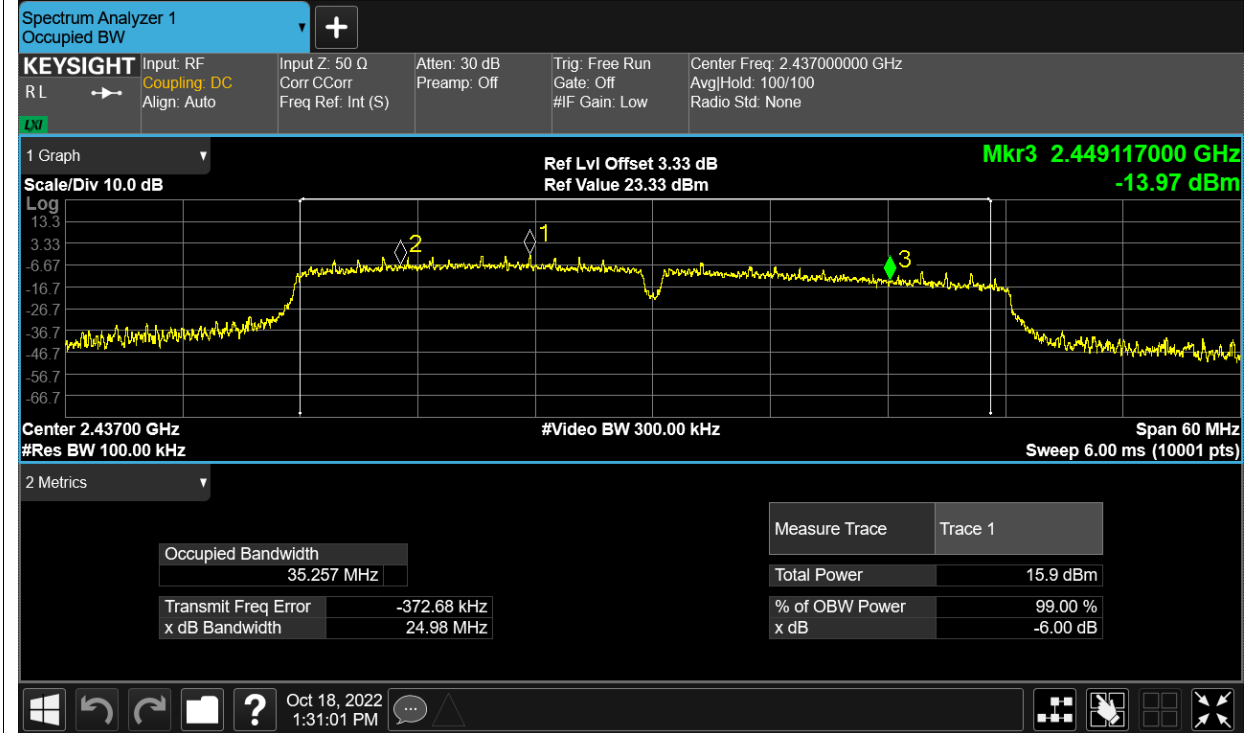 Spectrum Analyzer 1
Occupied BW
▼
+
KEYSIGHT
R L
LXI
Input: RF
Coupling: DC
Align: Auto
Input Z: 50 Ω
Corr CCorr
Freq Ref: Int (S)
Atten: 30 dB
Preamp: Off
Trig: Free Run
Gate: Off
#IF Gain: Low
Center Freq: 2.437000000 GHz
Avg|Hold: 100/100
Radio Std: None
1 Graph
▼
Scale/Div 10.0 dB
Ref Lvl Offset 3.33 dB
Ref Value 23.33 dBm
Mkr3 2.449117000 GHz
-13.97 dBm
Log
13.3
3.33
-6.67
-16.7
-26.7
-36.7
-46.7
-56.7
-66.7
2
1
3
Center 2.43700 GHz
#Res BW 100.00 kHz
#Video BW 300.00 kHz
Span 60 MHz
Sweep 6.00 ms (10001 pts)
2 Metrics
▼
Occupied Bandwidth
35.257 MHz
Transmit Freq Error -372.68 kHz
x dB Bandwidth 24.98 MHz
Measure Trace Trace 1
Total Power 15.9 dBm
% of OBW Power 99.00 %
x dB -6.00 dB
?
Oct 18, 2022
1:31:01 PM